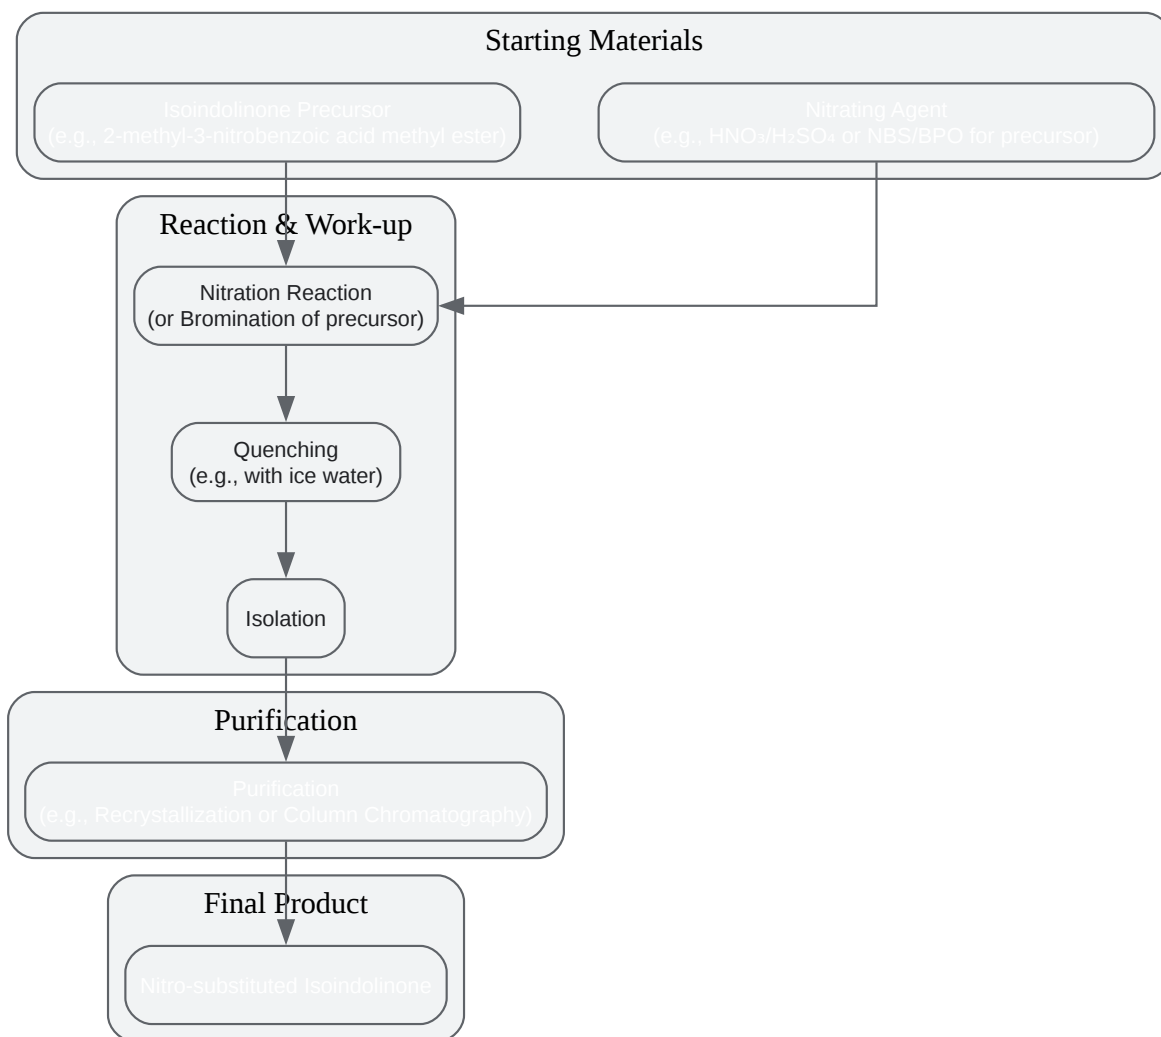 Starting Materials
Isoindolinone Precursor
(e.g., 2-methyl-3-nitrobenzoic acid methyl ester)
Nitrating Agent
(e.g., HNO₃/H₂SO₄ or NBS/BPO for precursor)
Reaction & Work-up
Nitration Reaction
(or Bromination of precursor)
Quenching
(e.g., with ice water)
Isolation
Purification
Purification
(e.g., Recrystallization or Column Chromatography)
Final Product
Nitro-substituted Isoindolinone